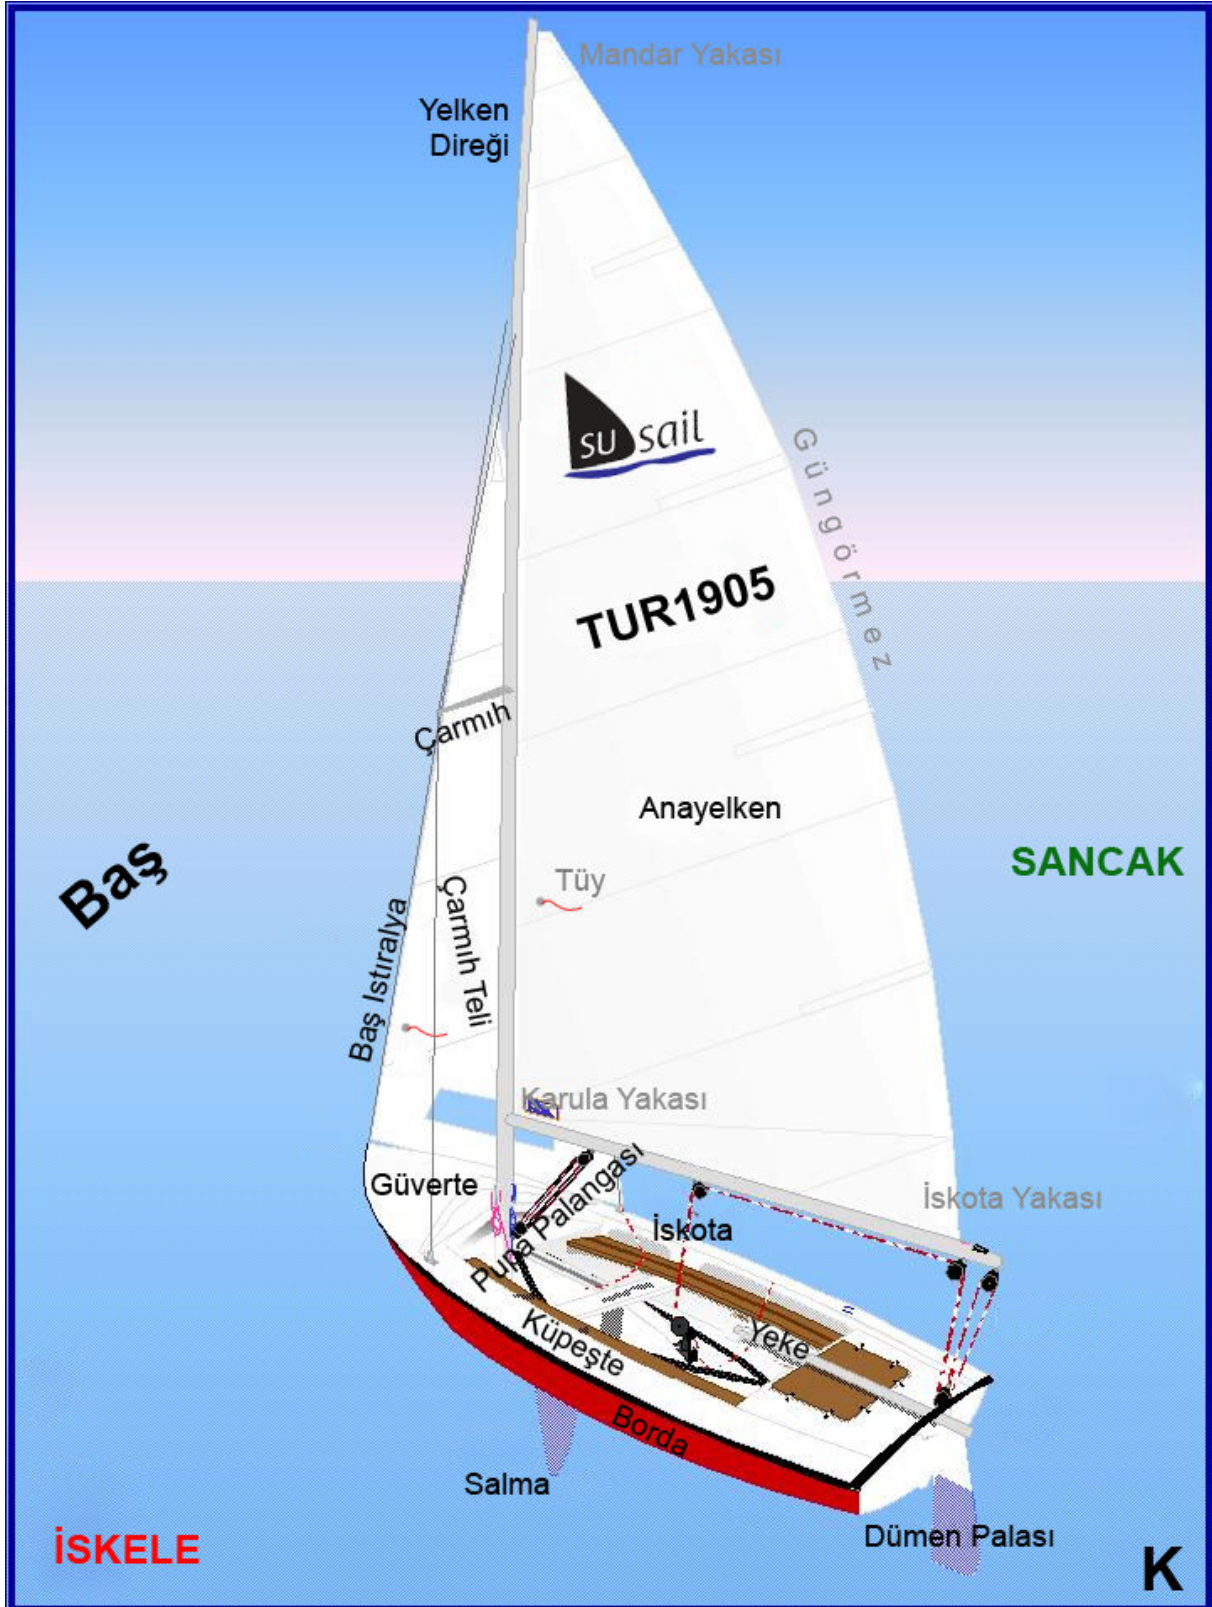 Mandar Yakası
Yelken
Direği
SU sail
Güngörmez
TUR1905
Çarmıh
Anayelken
Baş
SANCAK
Tüy
Çarmıh Teli
Baş Istıralya
Karula Yakası
Güverte
Pupa Palangası
İskota Yakası
İskota
Yeke
Küpeşte
Borda
Salma
Dümen Palası
İSKELE
K